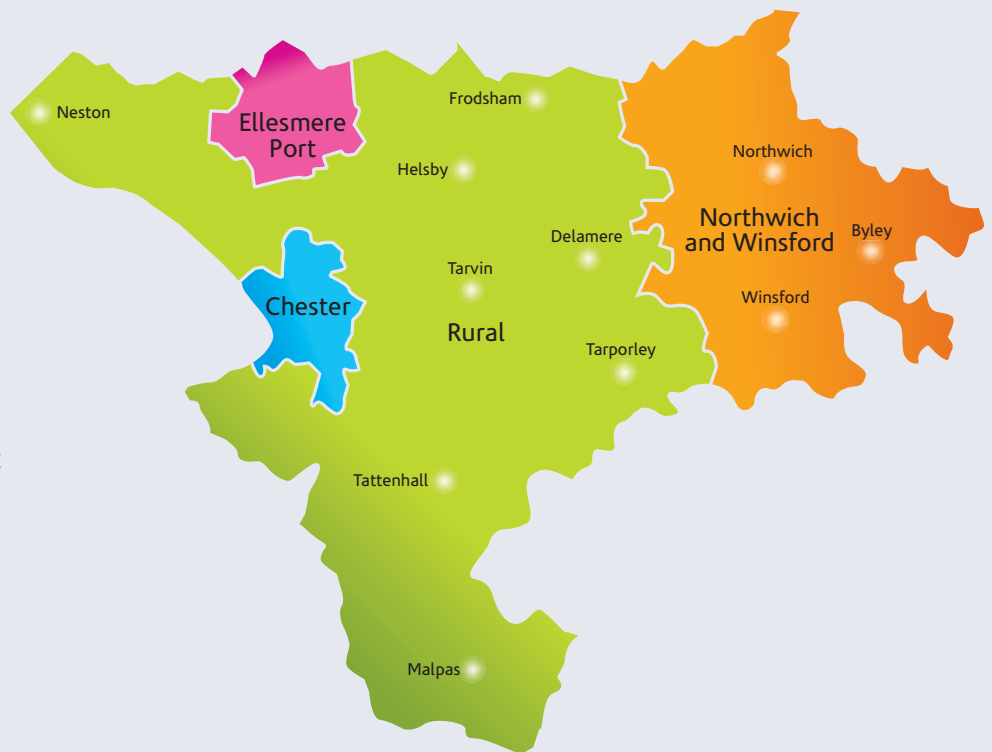 Neston
Ellesmere
Port
Frodsham
Helsby
Northwich
Northwich
and Winsford
Byley
Delamere
Tarvin
Chester
Winsford
Rural
Tarporley
Tattenhall
Malpas